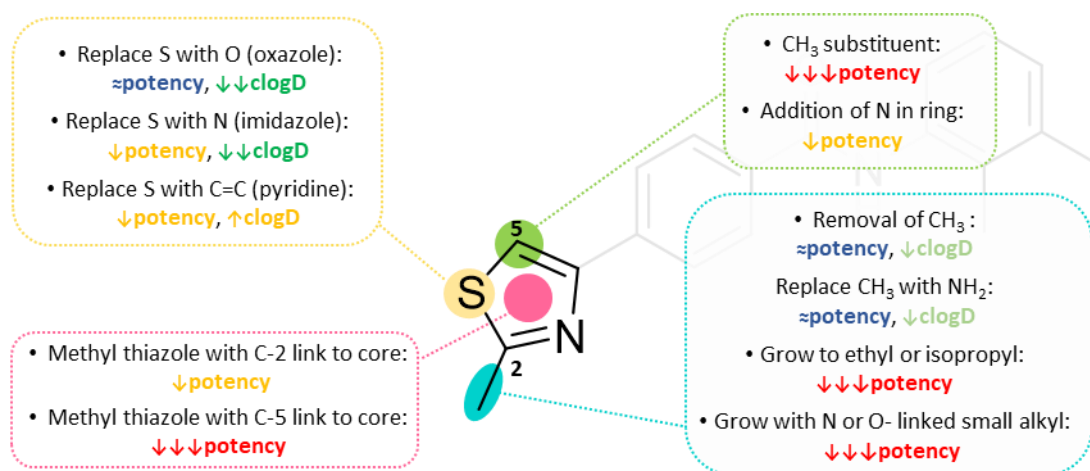 • Replace S with O (oxazole):
≈potency, ↓↓clogD
• Replace S with N (imidazole):
↓potency, ↓↓clogD
• Replace S with C=C (pyridine):
↓potency, ↑clogD
• CH₃ substituent:
↓↓↓potency
• Addition of N in ring:
↓potency
N
5
S
N
2
• Methyl thiazole with C-2 link to core:
↓potency
• Methyl thiazole with C-5 link to core:
↓↓↓potency
• Removal of CH₃ :
≈potency, ↓clogD
Replace CH₃ with NH₂:
≈potency, ↓clogD
• Grow to ethyl or isopropyl:
↓↓↓potency
• Grow with N or O- linked small alkyl:
↓↓↓potency